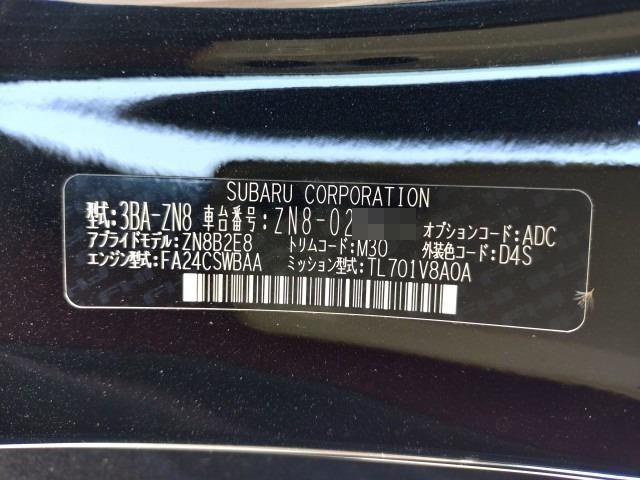 SUBARU CORPORATION
型式:3BA-ZN8 車台番号:ZN8-02 オプションコード:ADC
アプライドモデル:ZN8B2E8 トリムコード:M30 外装色コード:D4S
エンジン型式:FA24CSWBAA ミッション型式:TL701V8A0A